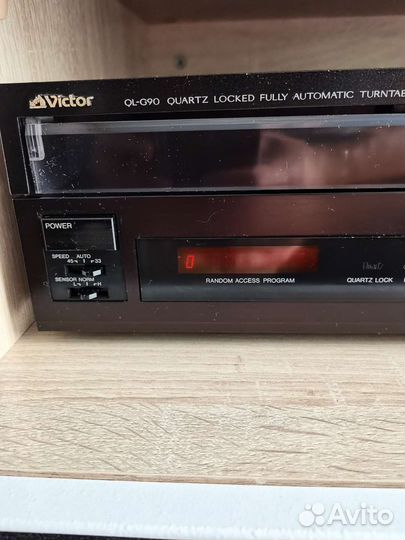 Victor QL-G90 QUARTZ LOCKED FULLY AUTOMATIC TURNTAB
POWER
SPEED AUTO
45 33
SENSOR NORM
L H
0
RANDOM ACCESS PROGRAM
QUARTZ LOCK
Avito